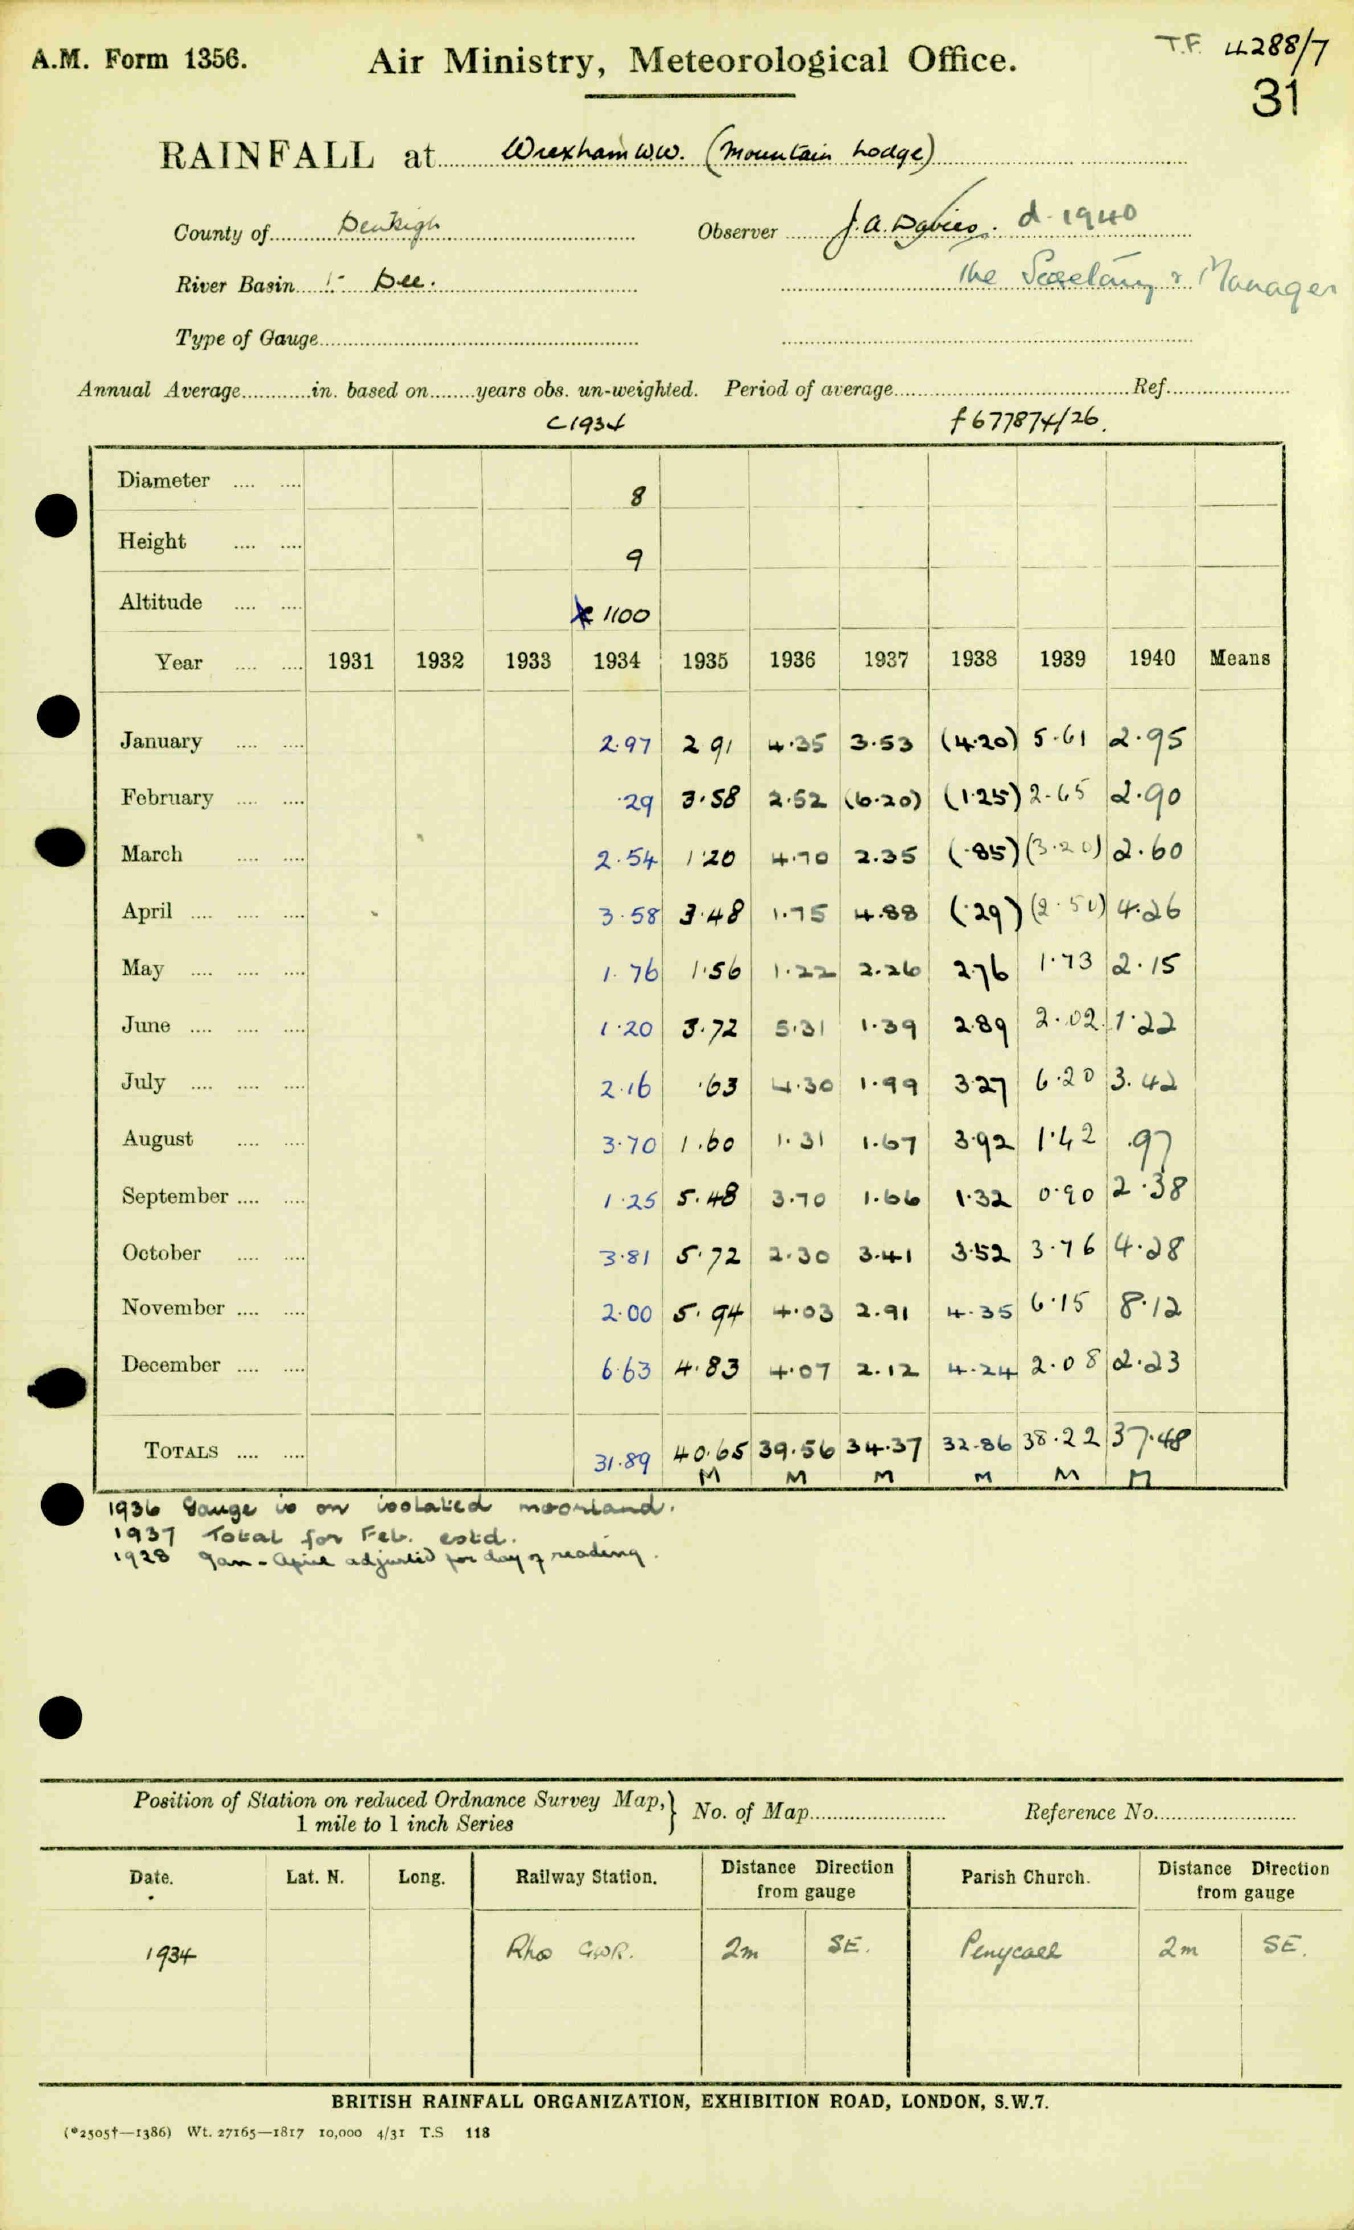 A.M. Form 1356.
Air Ministry, Meteorological Office.
T.F. 4288/7
31
RAINFALL at Wrexham W.W. (Mountain Lodge)
County of Denbigh Observer J.A. Davies. d. 1940
River Basin Dee. The Secretary & Manager
Type of Gauge
Annual Average in. based on years obs. un-weighted. Period of average Ref.
C1934 f 677874/26.
Diameter 8
Height 9
Altitude 1100
Year 1931 1932 1933 1934 1935 1936 1937 1938 1939 1940 Means
January 2.97 2 91 4.35 3.53 (4.20) 5.61 2.95
February .29 3.58 2.52 (6.20) (1.25) 2.65 2.90
March 2.54 1.20 4.70 2.35 (.85) (3.20) 2.60
April 3.58 3.48 1.75 4.88 (.29) (2.50) 4.26
May 1.76 1.56 1.22 2.26 2.76 1.73 2.15
June 1.20 3.72 5.31 1.39 2.89 2.02 1.22
July 2.16 .63 4.30 1.99 3.27 6.20 3.42
August 3.70 1.60 1.31 1.67 3.92 1.42 .97
September 1.25 5.48 3.70 1.66 1.32 0.90 2.38
October 3.81 5.72 2.30 3.41 3.52 3.76 4.28
November 2.00 5.94 4.03 2.91 4.35 6.15 8.12
December 6.63 4.83 4.07 2.12 4.24 2.08 2.23
TOTALS 31.89 40.65 39.56 34.37 32.86 38.22 37.48
M M M M M M
1936 Gauge is on isolated moorland.
1937 Total for Feb. estd.
1938 Jan - April adjusted for day of reading.
Position of Station on reduced Ordnance Survey Map, 1 mile to 1 inch Series } No. of Map Reference No.
Date. Lat. N. Long. Railway Station. Distance Direction from gauge Parish Church. Distance Direction from gauge
1934 Rhos GWR. 2m SE. Penycae 2m SE.
BRITISH RAINFALL ORGANIZATION, EXHIBITION ROAD, LONDON, S.W.7.
(*2505†—1386) Wt. 27165—1817 10,000 4/31 T.S 118